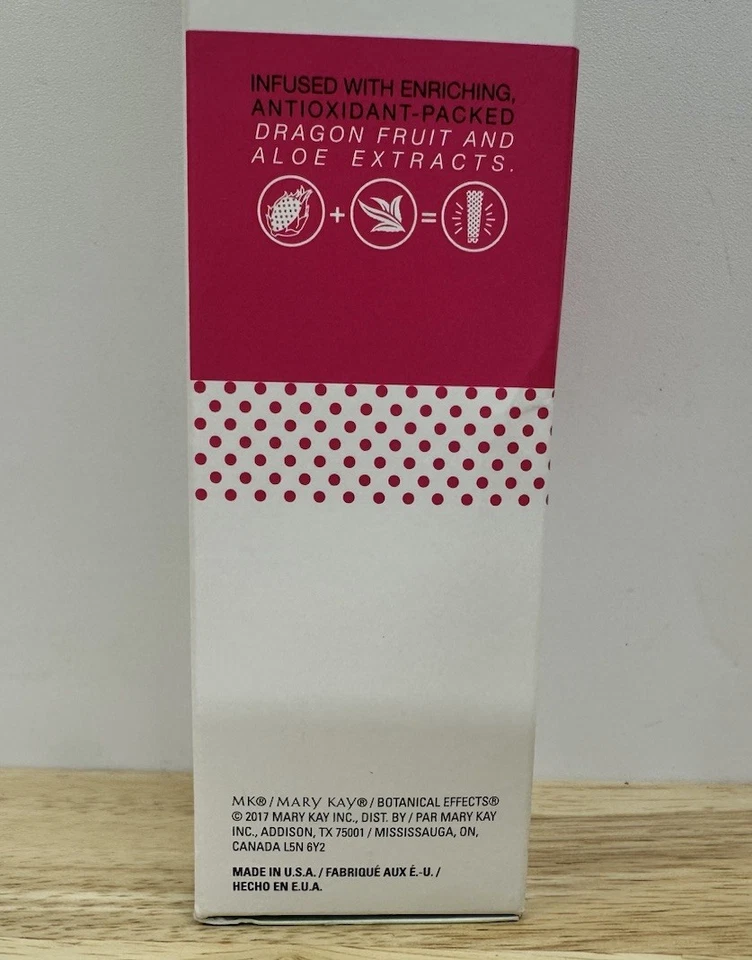 INFUSED WITH ENRICHING,
ANTIOXIDANT-PACKED
DRAGON FRUIT AND
ALOE EXTRACTS.
+ =
MK® / MARY KAY® / BOTANICAL EFFECTS®
© 2017 MARY KAY INC., DIST. BY / PAR MARY KAY
INC., ADDISON, TX 75001 / MISSISSAUGA, ON,
CANADA L5N 6Y2
MADE IN U.S.A. / FABRIQUÉ AUX É.-U. /
HECHO EN E.U.A.